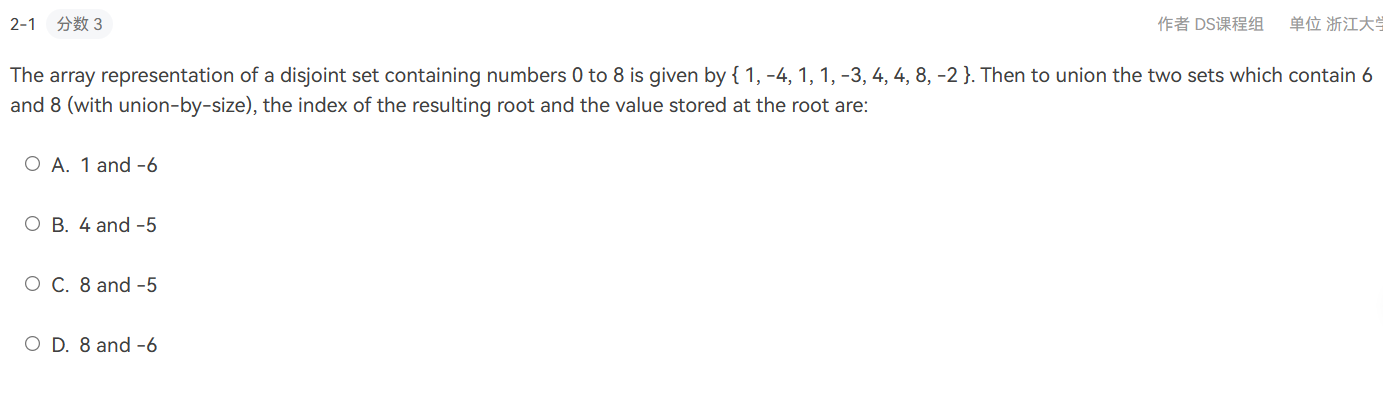 2-1 分数 3 作者 DS课程组 单位 浙江大学
The array representation of a disjoint set containing numbers 0 to 8 is given by { 1, -4, 1, 1, -3, 4, 4, 8, -2 }. Then to union the two sets which contain 6
and 8 (with union-by-size), the index of the resulting root and the value stored at the root are:
A. 1 and -6
B. 4 and -5
C. 8 and -5
D. 8 and -6